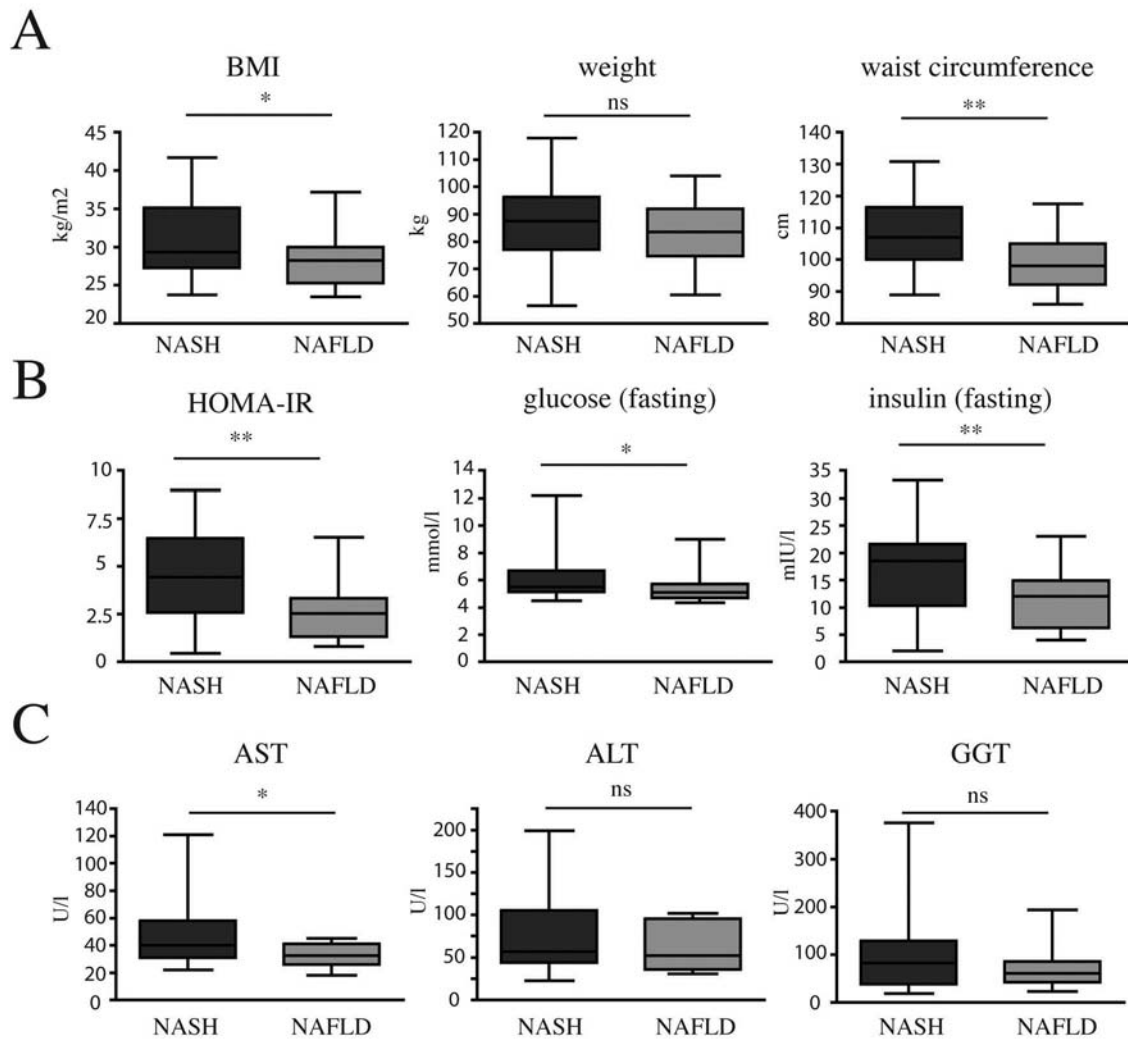 A
BMI
weight
waist circumference
*
ns
**
kg/m2
45
40
35
30
25
20
NASH
NAFLD
kg
120
110
100
90
80
70
60
50
NASH
NAFLD
cm
140
130
120
110
100
90
80
NASH
NAFLD
B
HOMA-IR
glucose (fasting)
insulin (fasting)
**
*
**
10
7.5
5
2.5
0
NASH
NAFLD
mmol/l
14
12
10
8
6
4
2
0
NASH
NAFLD
mIU/l
35
30
25
20
15
10
5
0
NASH
NAFLD
C
AST
ALT
GGT
*
ns
ns
U/l
140
120
100
80
60
40
20
0
NASH
NAFLD
U/l
200
150
100
50
0
NASH
NAFLD
U/l
400
300
200
100
0
NASH
NAFLD